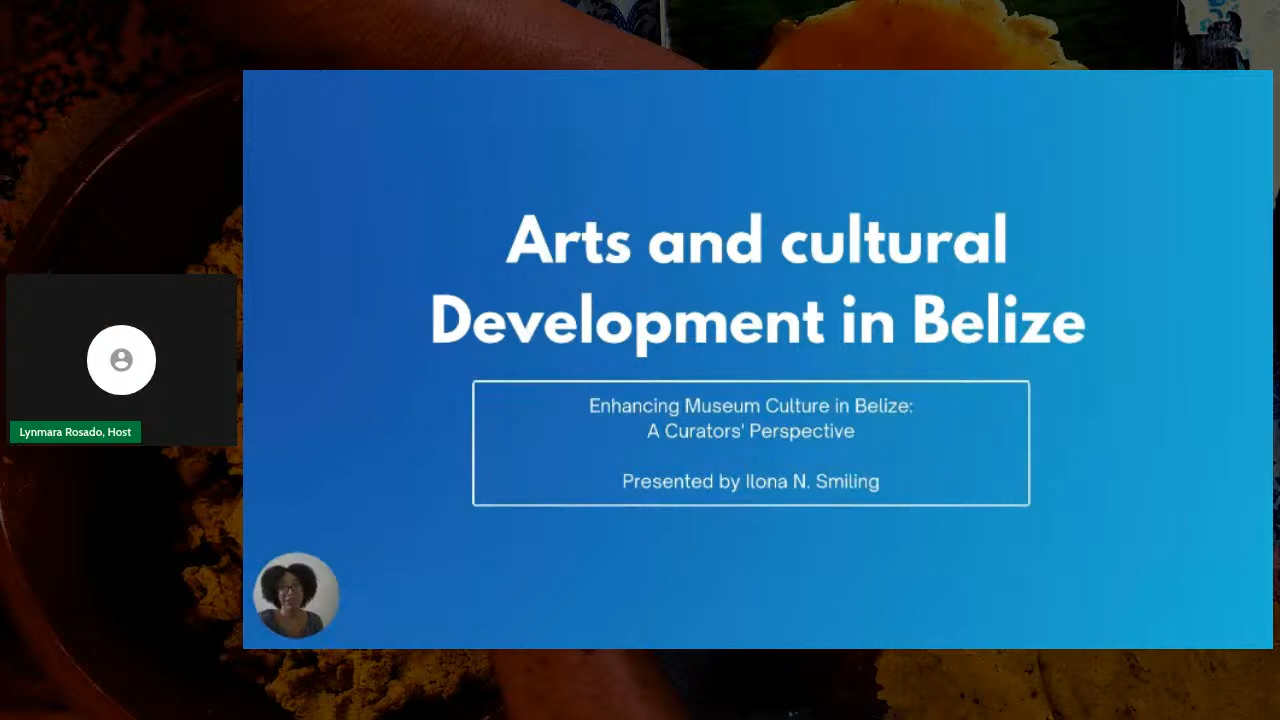 Arts and cultural
Development in Belize
Enhancing Museum Culture in Belize:
A Curators' Perspective
Presented by Ilona N. Smiling
Lynmara Rosado, Host